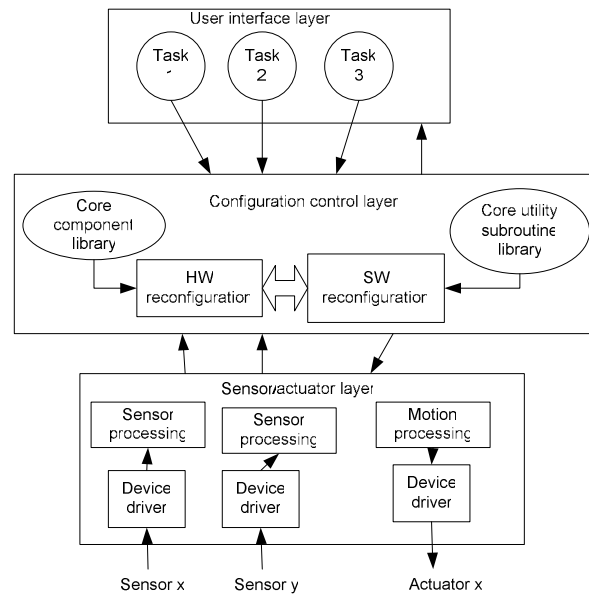 User interface layer
Task
Task
2
Task
3
Configuration control layer
Core
component
library
Core utility
subroutine
library
HW
reconfiguration
SW
reconfiguration
Sensor/actuator layer
Sensor
processing
Sensor
processing
Motion
processing
Device
driver
Device
driver
Device
driver
Sensor x
Sensor y
Actuator x